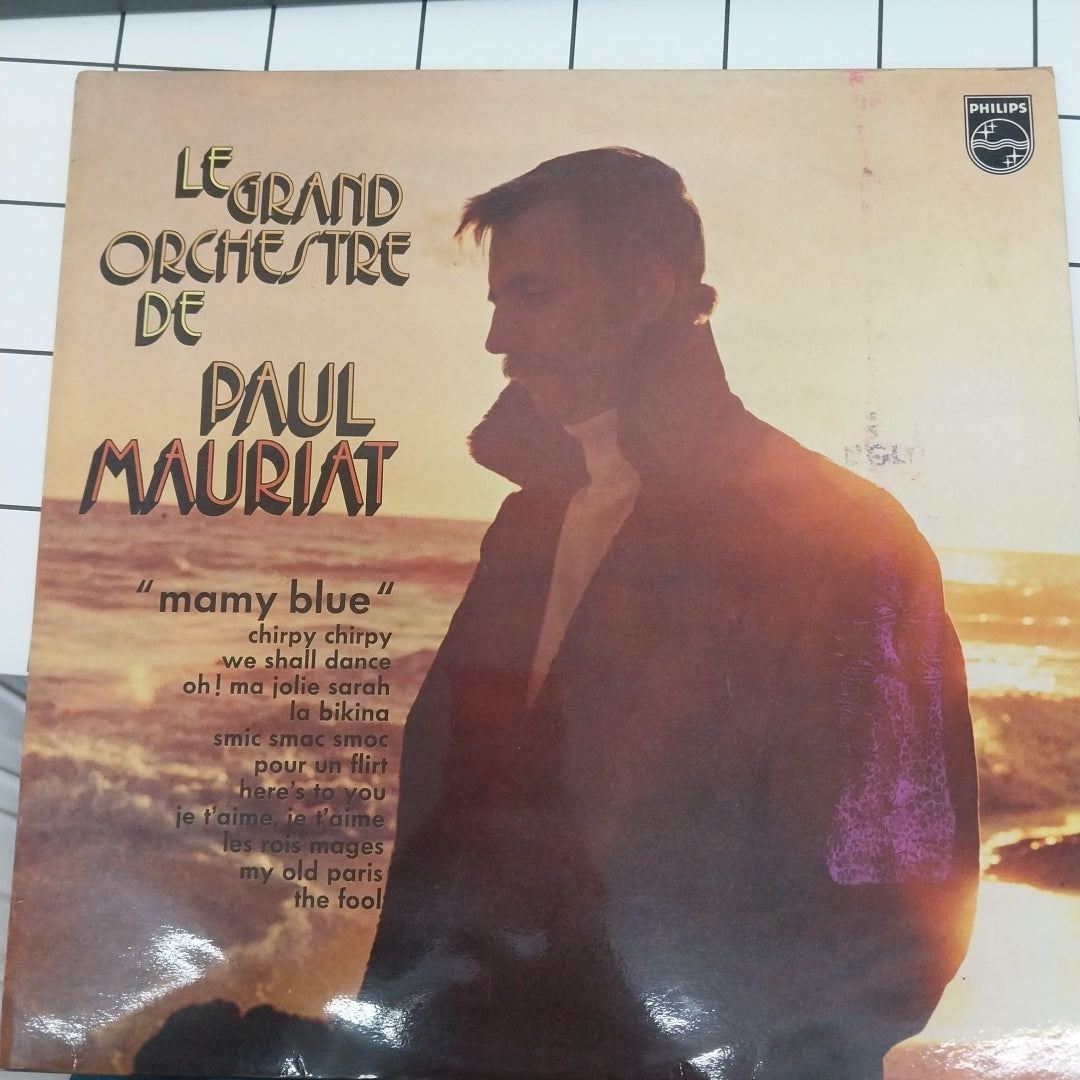 PHILIPS
LE
GRAND
ORCHESTRE
DE
PAUL
MAURIAT
“mamy blue“
chirpy chirpy
we shall dance
oh! ma jolie sarah
la bikina
smic smac smoc
pour un flirt
here's to you
je t'aime, je t'aime
les rois mages
my old paris
the fool